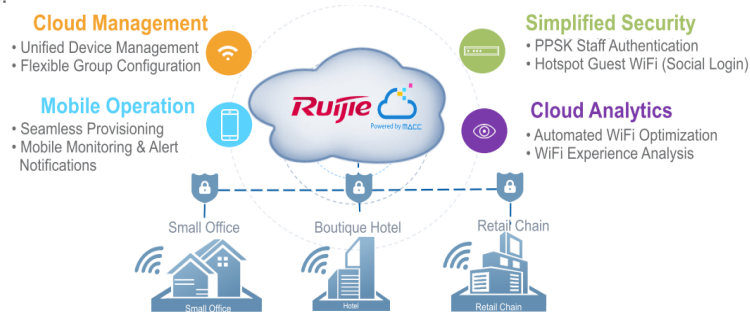 Cloud Management
• Unified Device Management
• Flexible Group Configuration
Mobile Operation
• Seamless Provisioning
• Mobile Monitoring & Alert
Notifications
Ruijie
Powered by MACC
Simplified Security
• PPSK Staff Authentication
• Hotspot Guest WiFi (Social Login)
Cloud Analytics
• Automated WiFi Optimization
• WiFi Experience Analysis
Small Office
Boutique Hotel
Retail Chain
Small Office
Hotel
Retail Chain